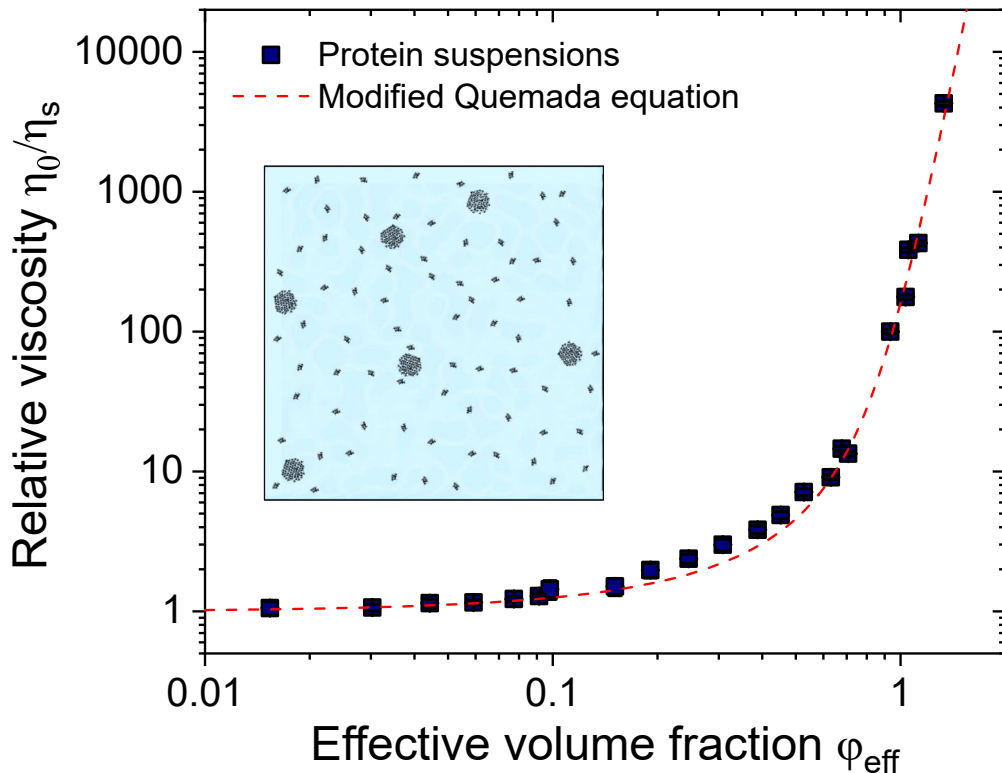 Protein suspensions
Modified Quemada equation
Relative viscosity η₀/ηₛ
10000
1000
100
10
1
0.01
0.1
1
Effective volume fraction φeff